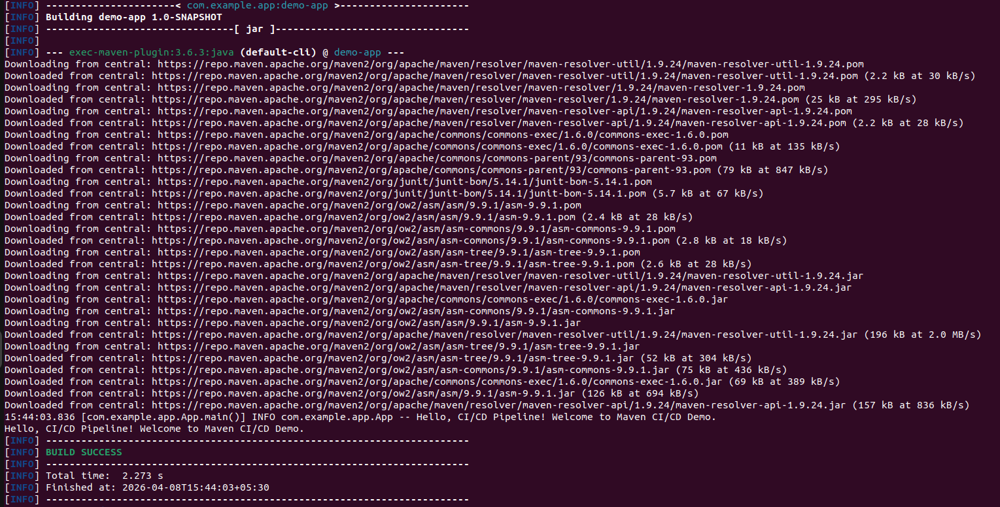 [INFO] ----------------------< com.example.app:demo-app >----------------------
[INFO] Building demo-app 1.0-SNAPSHOT
[INFO] --------------------------------[ jar ]---------------------------------
[INFO]
[INFO] --- exec-maven-plugin:3.6.3:java (default-cli) @ demo-app ---
Downloading from central: https://repo.maven.apache.org/maven2/org/apache/maven/resolver/maven-resolver-util/1.9.24/maven-resolver-util-1.9.24.pom
Downloaded from central: https://repo.maven.apache.org/maven2/org/apache/maven/resolver/maven-resolver-util/1.9.24/maven-resolver-util-1.9.24.pom (2.2 kB at 30 kB/s)
Downloading from central: https://repo.maven.apache.org/maven2/org/apache/maven/resolver/maven-resolver/1.9.24/maven-resolver-1.9.24.pom
Downloaded from central: https://repo.maven.apache.org/maven2/org/apache/maven/resolver/maven-resolver/1.9.24/maven-resolver-1.9.24.pom (25 kB at 295 kB/s)
Downloading from central: https://repo.maven.apache.org/maven2/org/apache/maven/resolver/maven-resolver-api/1.9.24/maven-resolver-api-1.9.24.pom
Downloaded from central: https://repo.maven.apache.org/maven2/org/apache/maven/resolver/maven-resolver-api/1.9.24/maven-resolver-api-1.9.24.pom (2.2 kB at 28 kB/s)
Downloading from central: https://repo.maven.apache.org/maven2/org/apache/commons/commons-exec/1.6.0/commons-exec-1.6.0.pom
Downloaded from central: https://repo.maven.apache.org/maven2/org/apache/commons/commons-exec/1.6.0/commons-exec-1.6.0.pom (11 kB at 135 kB/s)
Downloading from central: https://repo.maven.apache.org/maven2/org/apache/commons/commons-parent/93/commons-parent-93.pom
Downloaded from central: https://repo.maven.apache.org/maven2/org/apache/commons/commons-parent/93/commons-parent-93.pom (79 kB at 847 kB/s)
Downloading from central: https://repo.maven.apache.org/maven2/org/junit/junit-bom/5.14.1/junit-bom-5.14.1.pom
Downloaded from central: https://repo.maven.apache.org/maven2/org/junit/junit-bom/5.14.1/junit-bom-5.14.1.pom (5.7 kB at 67 kB/s)
Downloading from central: https://repo.maven.apache.org/maven2/org/ow2/asm/asm/9.9.1/asm-9.9.1.pom
Downloaded from central: https://repo.maven.apache.org/maven2/org/ow2/asm/asm/9.9.1/asm-9.9.1.pom (2.4 kB at 28 kB/s)
Downloading from central: https://repo.maven.apache.org/maven2/org/ow2/asm/asm-commons/9.9.1/asm-commons-9.9.1.pom
Downloaded from central: https://repo.maven.apache.org/maven2/org/ow2/asm/asm-commons/9.9.1/asm-commons-9.9.1.pom (2.8 kB at 18 kB/s)
Downloading from central: https://repo.maven.apache.org/maven2/org/ow2/asm/asm-tree/9.9.1/asm-tree-9.9.1.pom
Downloaded from central: https://repo.maven.apache.org/maven2/org/ow2/asm/asm-tree/9.9.1/asm-tree-9.9.1.pom (2.6 kB at 28 kB/s)
Downloading from central: https://repo.maven.apache.org/maven2/org/apache/maven/resolver/maven-resolver-util/1.9.24/maven-resolver-util-1.9.24.jar
Downloading from central: https://repo.maven.apache.org/maven2/org/apache/maven/resolver/maven-resolver-api/1.9.24/maven-resolver-api-1.9.24.jar
Downloading from central: https://repo.maven.apache.org/maven2/org/apache/commons/commons-exec/1.6.0/commons-exec-1.6.0.jar
Downloading from central: https://repo.maven.apache.org/maven2/org/ow2/asm/asm-commons/9.9.1/asm-commons-9.9.1.jar
Downloading from central: https://repo.maven.apache.org/maven2/org/ow2/asm/asm/9.9.1/asm-9.9.1.jar
Downloaded from central: https://repo.maven.apache.org/maven2/org/apache/maven/resolver/maven-resolver-util/1.9.24/maven-resolver-util-1.9.24.jar (196 kB at 2.0 MB/s)
Downloading from central: https://repo.maven.apache.org/maven2/org/ow2/asm/asm-tree/9.9.1/asm-tree-9.9.1.jar
Downloaded from central: https://repo.maven.apache.org/maven2/org/ow2/asm/asm-tree/9.9.1/asm-tree-9.9.1.jar (52 kB at 304 kB/s)
Downloaded from central: https://repo.maven.apache.org/maven2/org/ow2/asm/asm-commons/9.9.1/asm-commons-9.9.1.jar (75 kB at 436 kB/s)
Downloaded from central: https://repo.maven.apache.org/maven2/org/apache/commons/commons-exec/1.6.0/commons-exec-1.6.0.jar (69 kB at 389 kB/s)
Downloaded from central: https://repo.maven.apache.org/maven2/org/ow2/asm/asm/9.9.1/asm-9.9.1.jar (126 kB at 694 kB/s)
Downloaded from central: https://repo.maven.apache.org/maven2/org/apache/maven/resolver/maven-resolver-api/1.9.24/maven-resolver-api-1.9.24.jar (157 kB at 836 kB/s)
15:44:03.836 [com.example.app.App.main()] INFO com.example.app.App -- Hello, CI/CD Pipeline! Welcome to Maven CI/CD Demo.
Hello, CI/CD Pipeline! Welcome to Maven CI/CD Demo.
[INFO] ------------------------------------------------------------------------
[INFO] BUILD SUCCESS
[INFO] ------------------------------------------------------------------------
[INFO] Total time:  2.273 s
[INFO] Finished at: 2026-04-08T15:44:03+05:30
[INFO] ------------------------------------------------------------------------